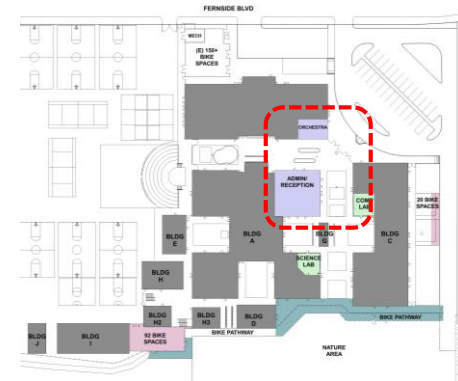 FERNSIDE BLVD
MECH
(E) 150+
BIKE
SPACES
ORCHESTRA
ADMIN/
RECEPTION
COMP
LAB
20 BIKE
SPACES
BLDG
E
BLDG
A
BLDG
G
BLDG
C
SCIENCE
LAB
BLDG
H
BLDG
H2
BLDG
H3
BLDG
D
BIKE PATHWAY
BLDG
J
BLDG
I
92 BIKE
SPACES
BIKE PATHWAY
NATURE
AREA